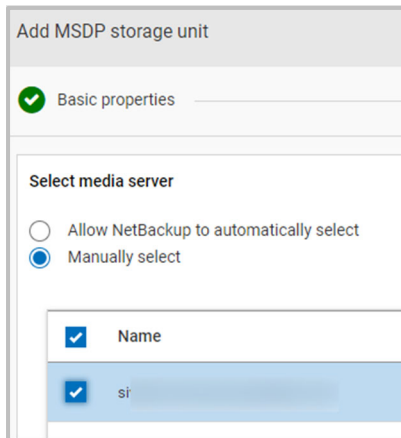 Add MSDP storage unit
Basic properties
Select media server
Allow NetBackup to automatically select
Manually select
Name